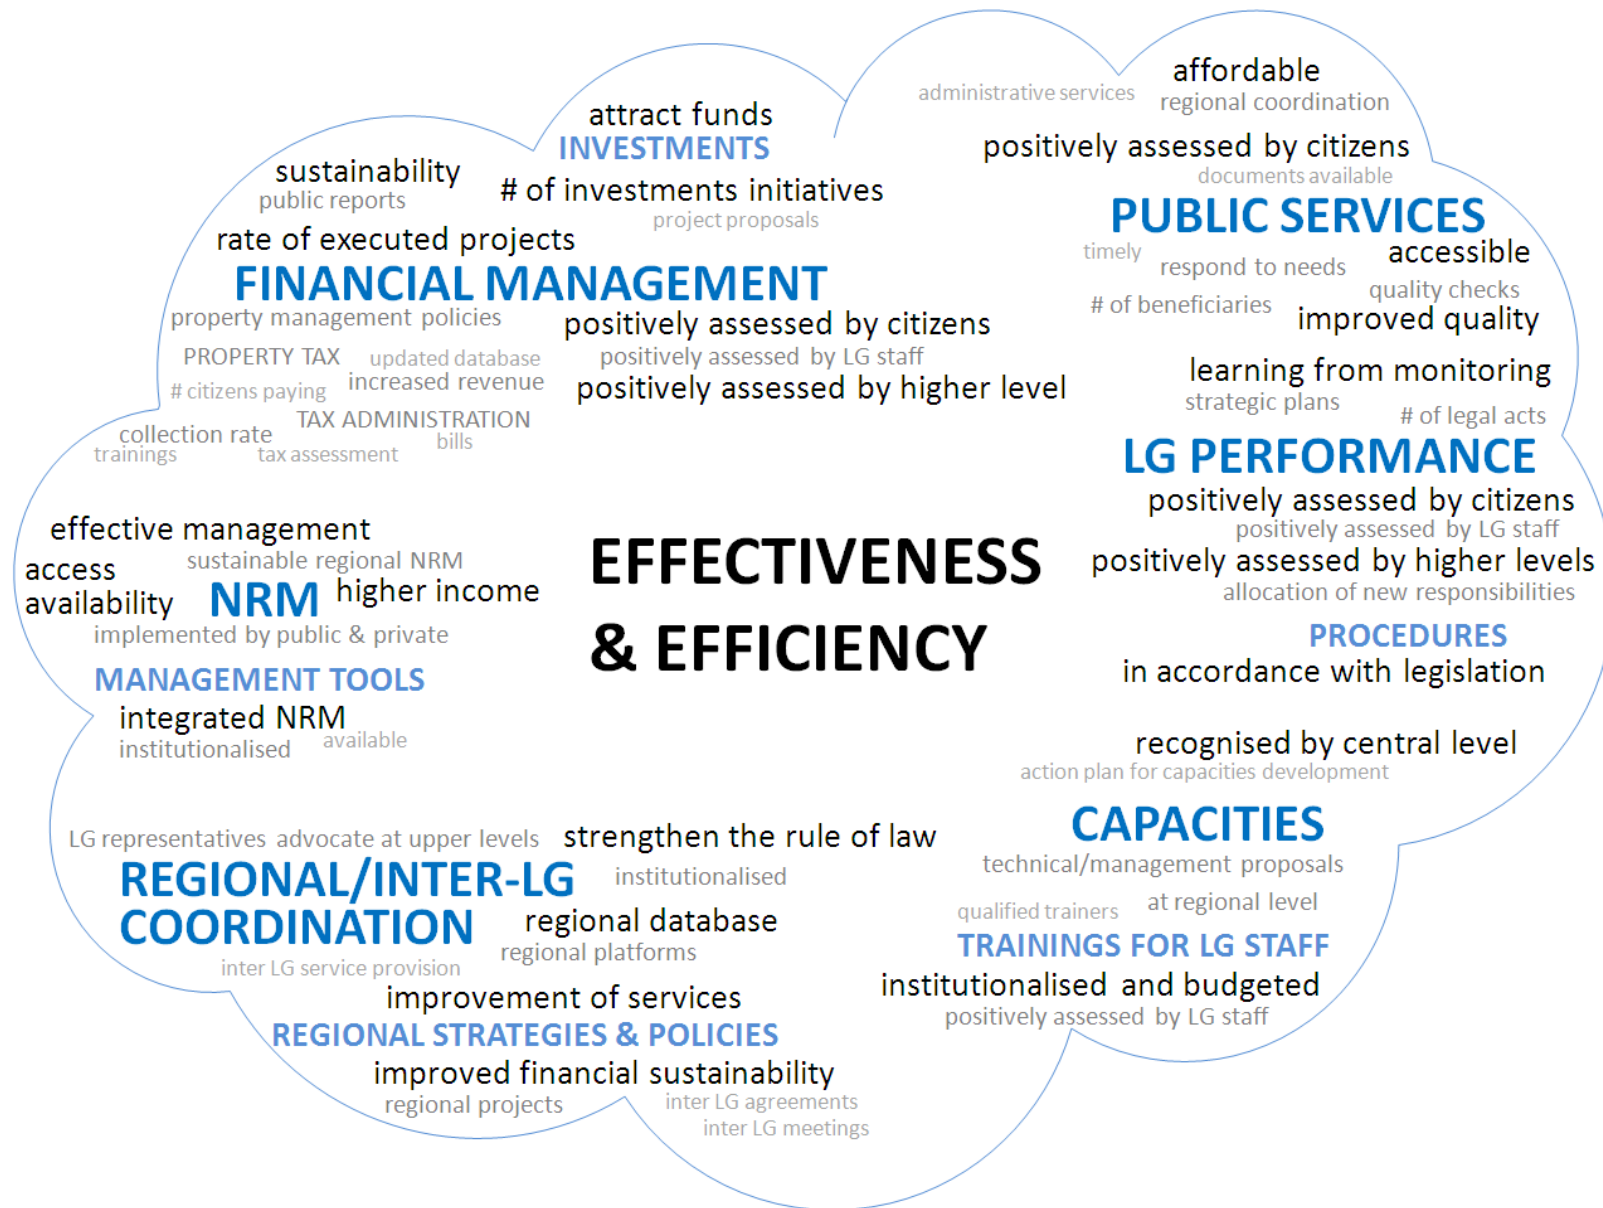 attract funds
INVESTMENTS
# of investments initiatives
project proposals
sustainability
public reports
rate of executed projects
FINANCIAL MANAGEMENT
property management policies
positively assessed by citizens
PROPERTY TAX
updated database
positively assessed by LG staff
# citizens paying
increased revenue
positively assessed by higher level
TAX ADMINISTRATION
collection rate
bills
trainings
tax assessment
administrative services
affordable
regional coordination
positively assessed by citizens
documents available
PUBLIC SERVICES
timely
accessible
respond to needs
quality checks
# of beneficiaries
improved quality
learning from monitoring
strategic plans
# of legal acts
LG PERFORMANCE
positively assessed by citizens
positively assessed by LG staff
positively assessed by higher levels
allocation of new responsibilities
PROCEDURES
in accordance with legislation
EFFECTIVENESS
& EFFICIENCY
effective management
sustainable regional NRM
access
availability
NRM
higher income
implemented by public & private
MANAGEMENT TOOLS
integrated NRM
institutionalised
available
recognised by central level
action plan for capacities development
CAPACITIES
technical/management proposals
at regional level
qualified trainers
TRAININGS FOR LG STAFF
institutionalised and budgeted
positively assessed by LG staff
LG representatives advocate at upper levels
strengthen the rule of law
REGIONAL/INTER-LG
COORDINATION
institutionalised
regional database
regional platforms
inter LG service provision
improvement of services
REGIONAL STRATEGIES & POLICIES
improved financial sustainability
regional projects
inter LG agreements
inter LG meetings